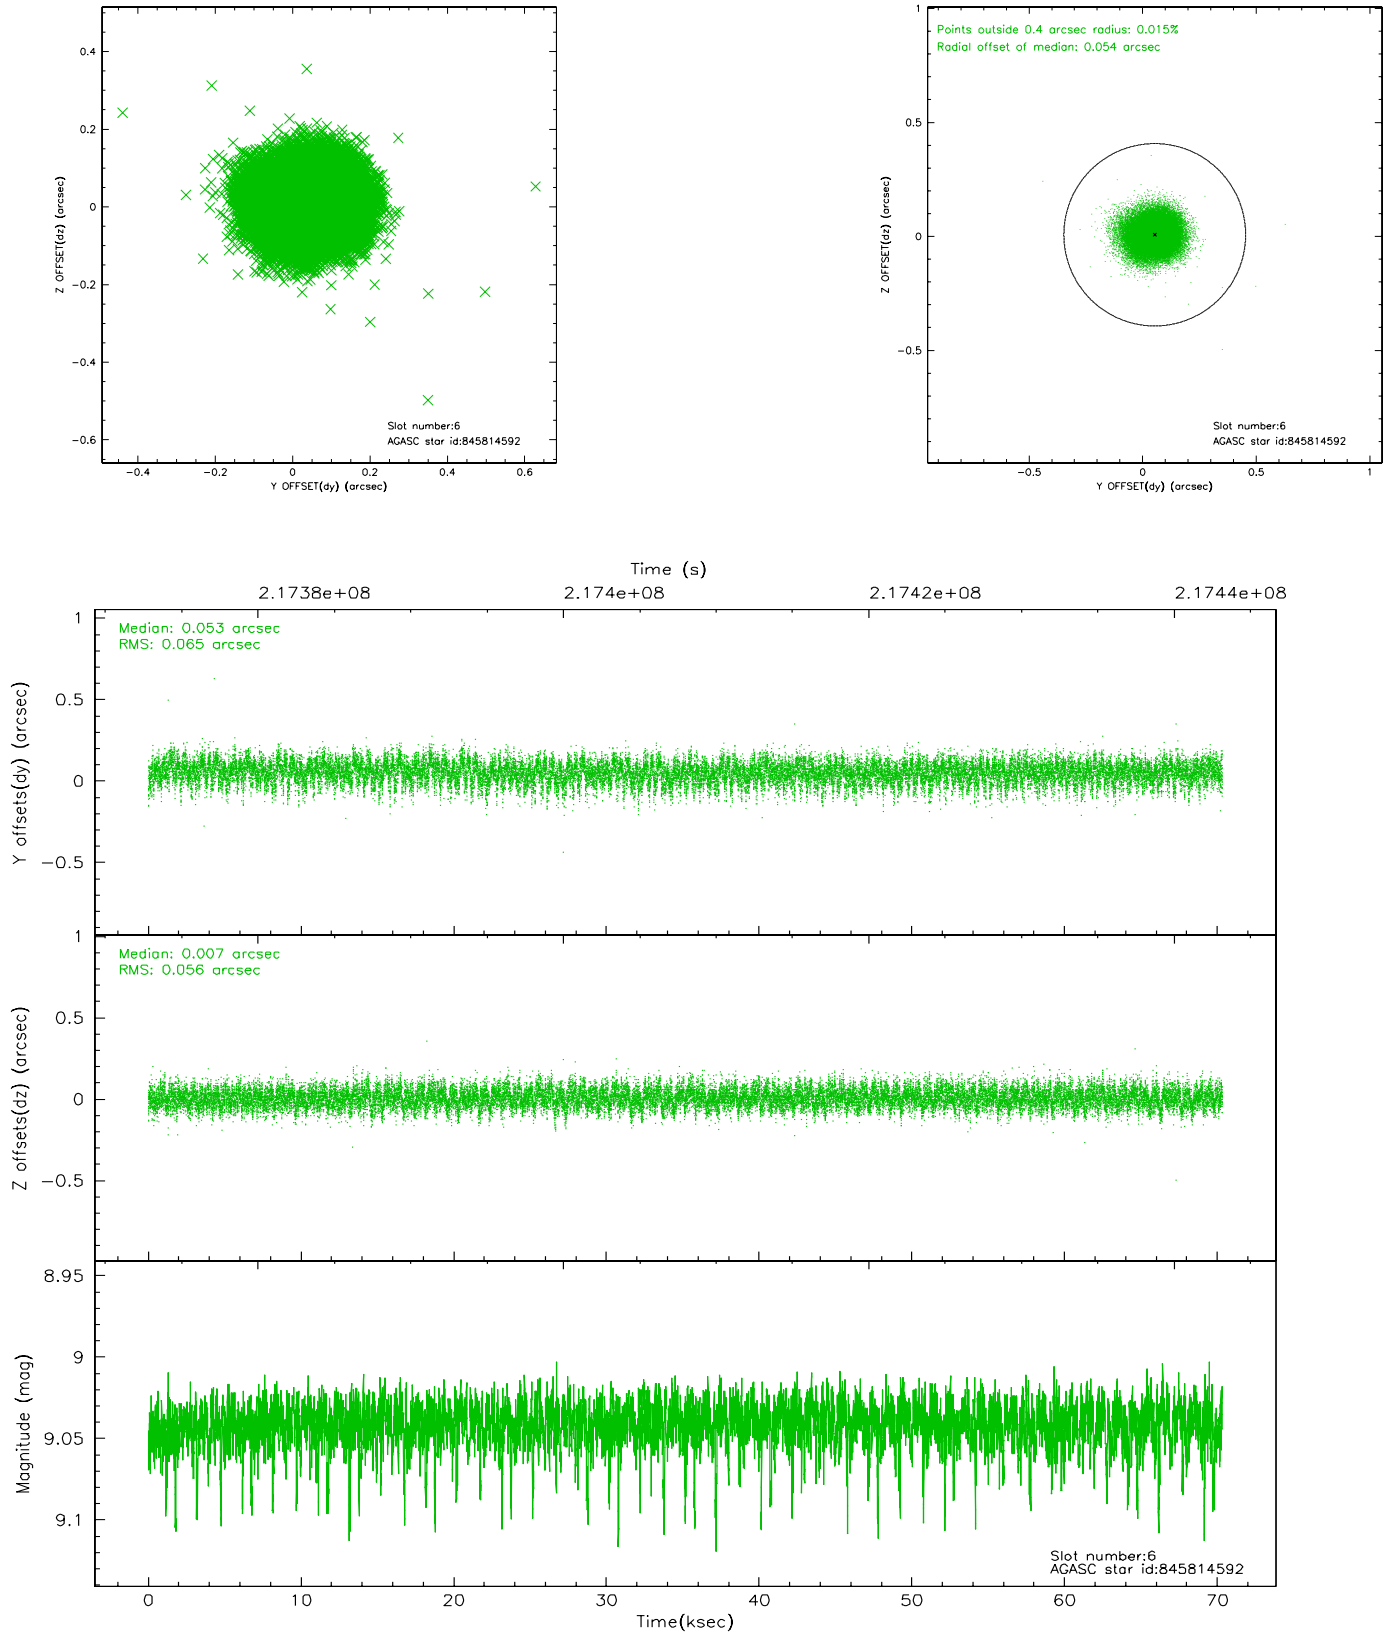 0.4
0.2
0
−0.2
−0.4
−0.6
Z OFFSET(dz) (arcsec)
Slot number:6
AGASC star id:845814592
−0.4 −0.2 0 0.2 0.4 0.6
Y OFFSET(dy) (arcsec)
1
0.5
0
−0.5
Z OFFSET(dz) (arcsec)
Points outside 0.4 arcsec radius: 0.015%
Radial offset of median: 0.054 arcsec
Slot number:6
AGASC star id:845814592
−0.5 0 0.5 1
Y OFFSET(dy) (arcsec)
Time (s)
2.1738e+08 2.174e+08 2.1742e+08 2.1744e+08
1
0.5
0
−0.5
Y offsets(dy) (arcsec)
Median: 0.053 arcsec
RMS: 0.065 arcsec
1
0.5
0
−0.5
Z offsets(dz) (arcsec)
Median: 0.007 arcsec
RMS: 0.056 arcsec
8.95
9
9.05
9.1
Magnitude (mag)
Slot number:6
AGASC star id:845814592
0 10 20 30 40 50 60 70
Time(ksec)